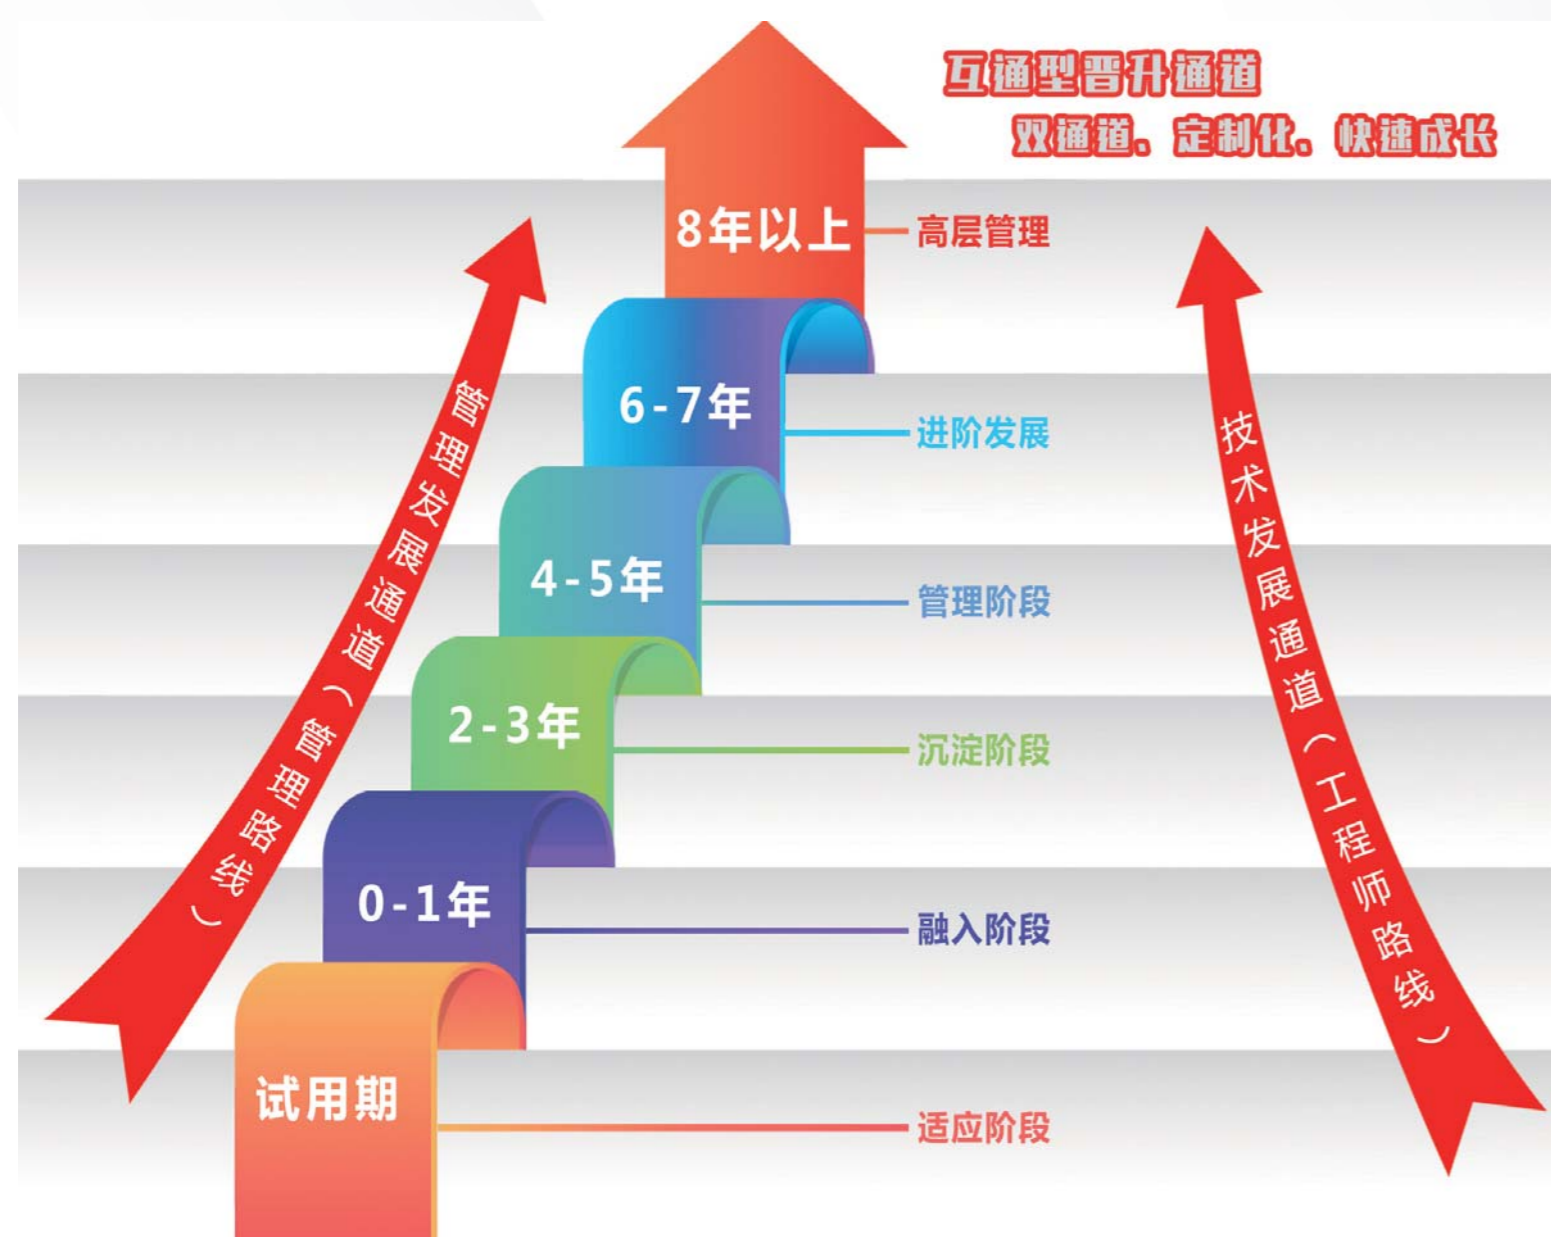 互通型晋升通道
双通道、定制化、快速成长
8年以上
高层管理
6-7年
进阶发展
4-5年
管理阶段
2-3年
沉淀阶段
0-1年
融入阶段
试用期
适应阶段
管理发展通道（管理路线）
技术发展通道（工程师路线）